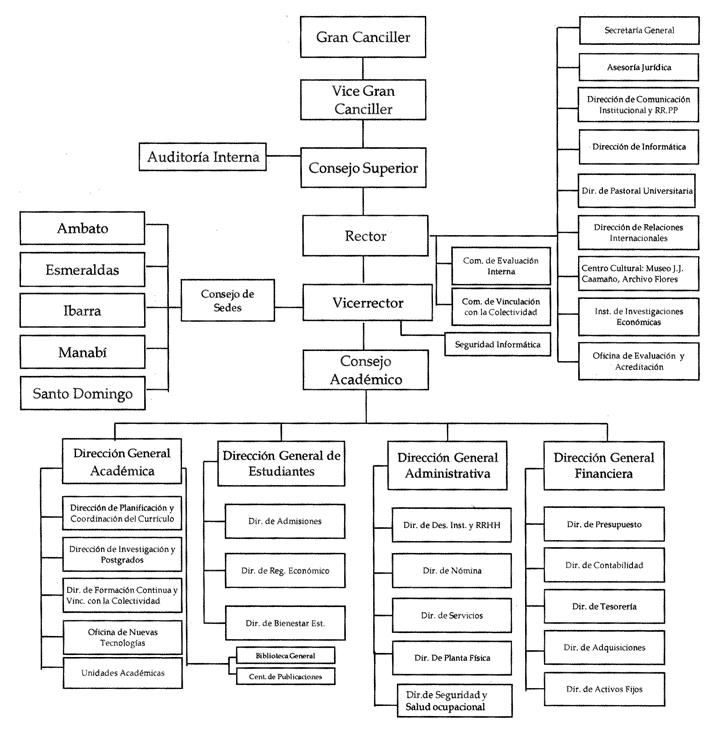 Gran Canciller
Vice Gran
Canciller
Auditoría Interna
Consejo Superior
Rector
Vicerrector
Consejo
Académico
Secretaría General
Asesoría Jurídica
Dirección de Comunicación
Institucional y RR.PP
Dirección de Informática
Dir. de Pastoral Universitaria
Dirección de Relaciones
Internacionales
Centro Cultural: Museo J.J.
Caamaño, Archivo Flores
Inst. de Investigaciones
Económicas
Oficina de Evaluación y
Acreditación
Com. de Evaluación
Interna
Com. de Vinculación
con la Colectividad
Seguridad Informática
Consejo de
Sedes
Ambato
Esmeraldas
Ibarra
Manabí
Santo Domingo
Dirección General
Académica
Dirección de Planificación y
Coordinación del Currículo
Dirección de Investigación y
Postgrados
Dir. de Formación Continua y
Vinc. con la Colectividad
Oficina de Nuevas
Tecnologías
Unidades Académicas
Biblioteca General
Cent. de Publicaciones
Dirección General de
Estudiantes
Dir. de Admisiones
Dir. de Reg. Económico
Dir. de Bienestar Est.
Dirección General
Administrativa
Dir. de Des. Inst. y RRHH
Dir. de Nómina
Dir. de Servicios
Dir. De Planta Física
Dir.de Seguridad y
Salud ocupacional
Dirección General
Financiera
Dir. de Presupuesto
Dir. de Contabilidad
Dir. de Tesorería
Dir. de Adquisiciones
Dir. de Activos Fijos